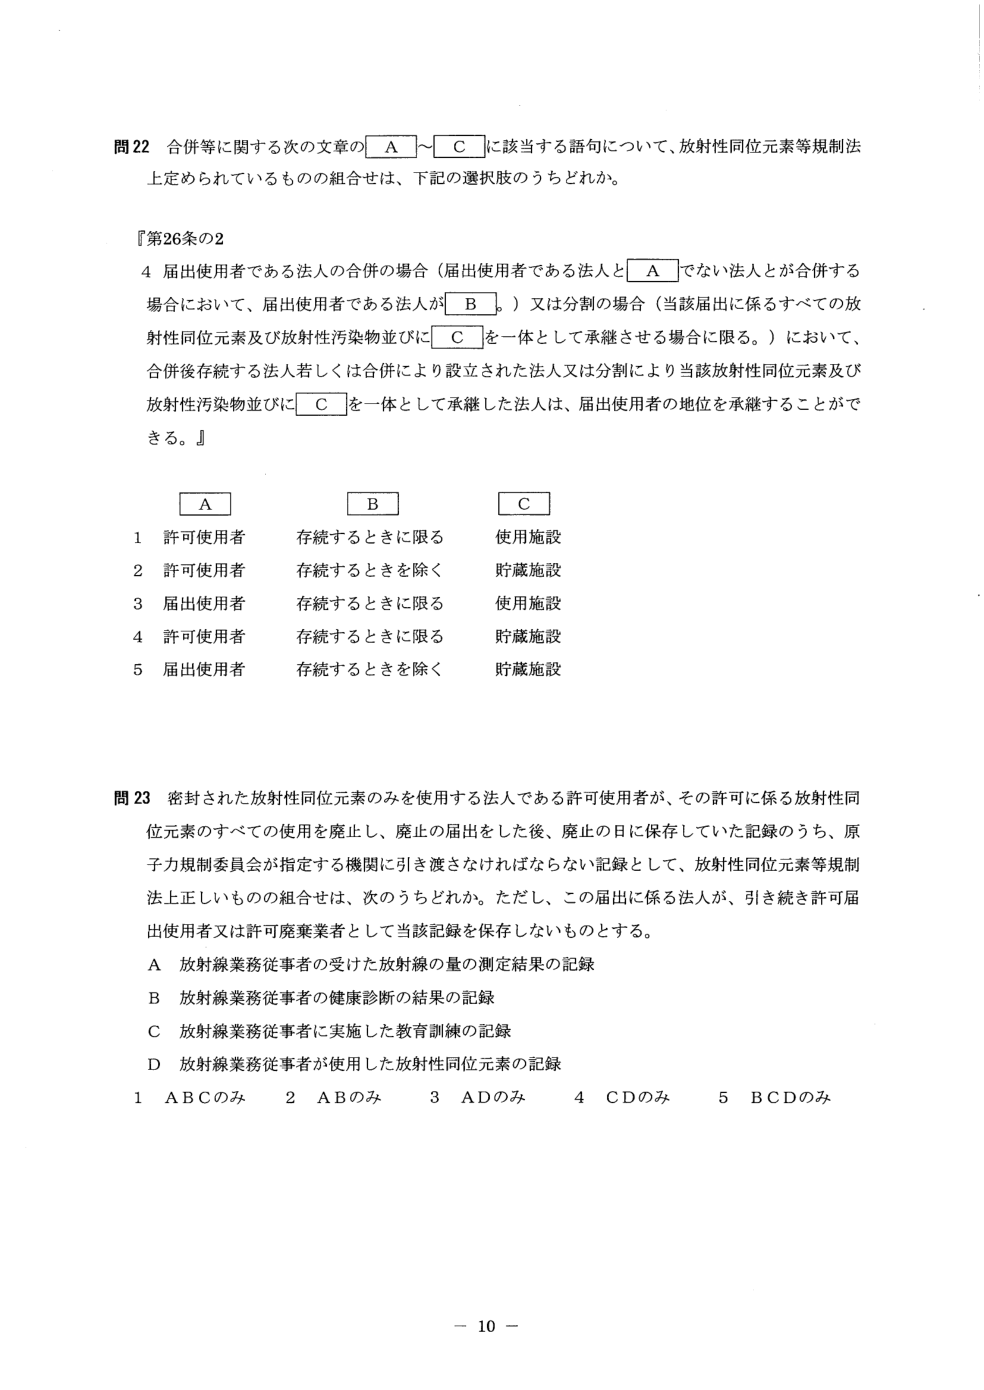 問22 合併等に関する次の文章の A ～ C に該当する語句について、放射性同位元素等規制法
上定められているものの組合せは、下記の選択肢のうちどれか。
『第26条の2
4 届出使用者である法人の合併の場合（届出使用者である法人と A でない法人とが合併する
場合において、届出使用者である法人が B 。）又は分割の場合（当該届出に係るすべての放
射性同位元素及び放射性汚染物並びに C を一体として承継させる場合に限る。）において、
合併後存続する法人若しくは合併により設立された法人又は分割により当該放射性同位元素及び
放射性汚染物並びに C を一体として承継した法人は、届出使用者の地位を承継することがで
きる。』
A B C
1 許可使用者 存続するときに限る 使用施設
2 許可使用者 存続するときを除く 貯蔵施設
3 届出使用者 存続するときに限る 使用施設
4 許可使用者 存続するときに限る 貯蔵施設
5 届出使用者 存続するときを除く 貯蔵施設
問23 密封された放射性同位元素のみを使用する法人である許可使用者が、その許可に係る放射性同
位元素のすべての使用を廃止し、廃止の届出をした後、廃止の日に保存していた記録のうち、原
子力規制委員会が指定する機関に引き渡さなければならない記録として、放射性同位元素等規制
法上正しいものの組合せは、次のうちどれか。ただし、この届出に係る法人が、引き続き許可届
出使用者又は許可廃棄業者として当該記録を保存しないものとする。
A 放射線業務従事者の受けた放射線の量の測定結果の記録
B 放射線業務従事者の健康診断の結果の記録
C 放射線業務従事者に実施した教育訓練の記録
D 放射線業務従事者が使用した放射性同位元素の記録
1 ABCのみ 2 ABのみ 3 ADのみ 4 CDのみ 5 BCDのみ
－ 10 －